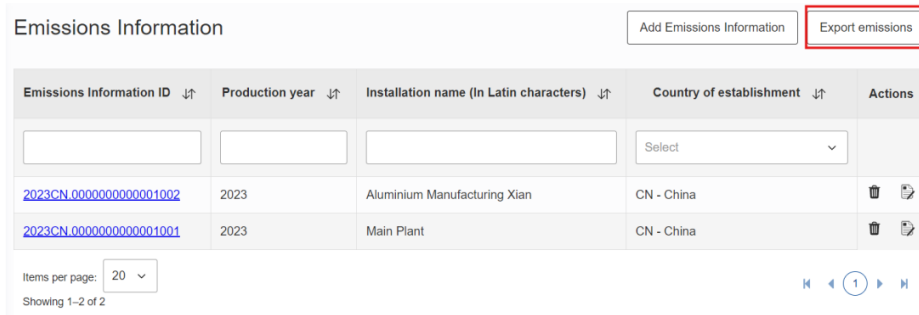 Emissions Information
Add Emissions Information
Export emissions
Emissions Information ID Production year Installation name (In Latin characters) Country of establishment Actions
Select
2023CN.0000000000001002 2023 Aluminium Manufacturing Xian CN - China
2023CN.0000000000001001 2023 Main Plant CN - China
Items per page: 20
1
Showing 1–2 of 2